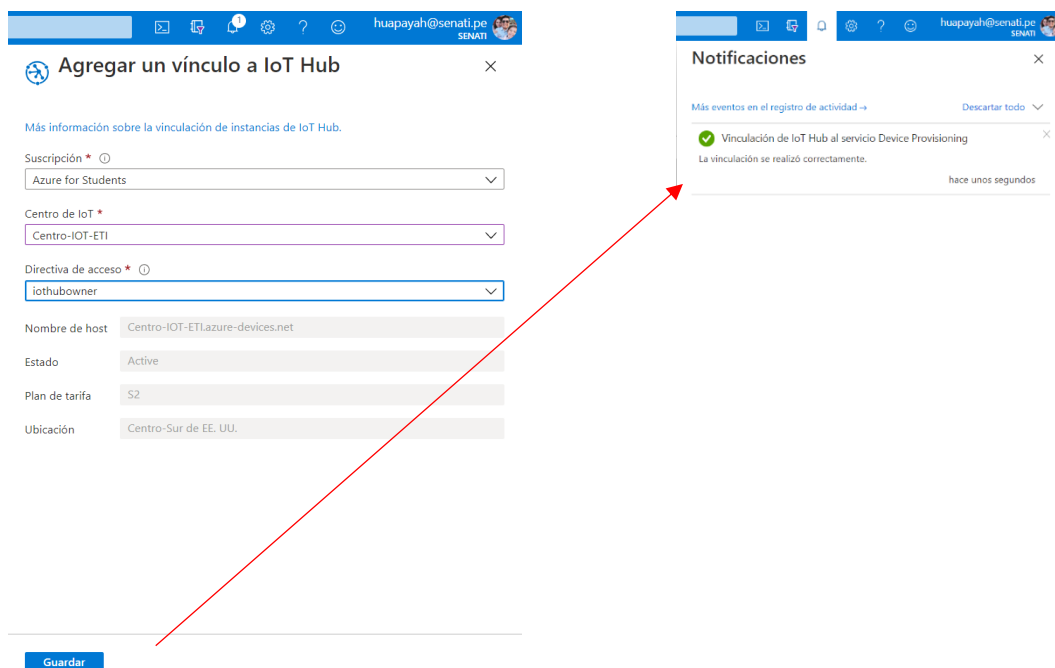 1
huapayah@senati.pe
SENATI
Agregar un vínculo a IoT Hub
Más información sobre la vinculación de instancias de IoT Hub.
Suscripción *
Azure for Students
Centro de IoT *
Centro-IOT-ETI
Directiva de acceso *
iothubowner
Nombre de host Centro-IOT-ETI.azure-devices.net
Estado Active
Plan de tarifa S2
Ubicación Centro-Sur de EE. UU.
Guardar
huapayah@senati.pe
SENATI
Notificaciones
Más eventos en el registro de actividad → Descartar todo
Vinculación de IoT Hub al servicio Device Provisioning
La vinculación se realizó correctamente.
hace unos segundos